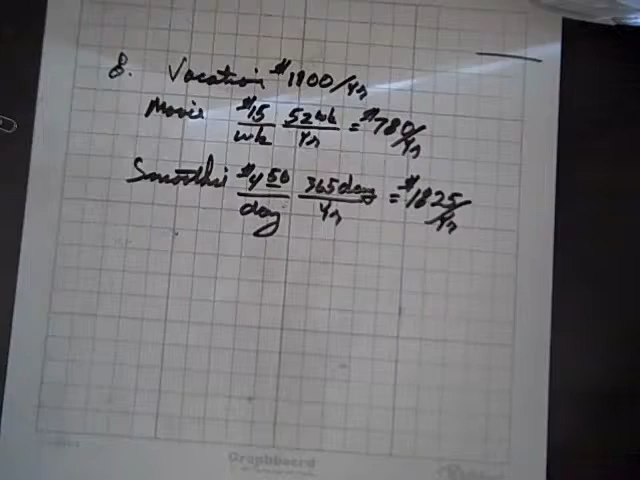 8. Vacation $1800/Yr
Movie $15/wk 52wk/Yr = $780/Yr
Smoothie $4 50/day 365day/Yr = $1825/Yr
Graphboard